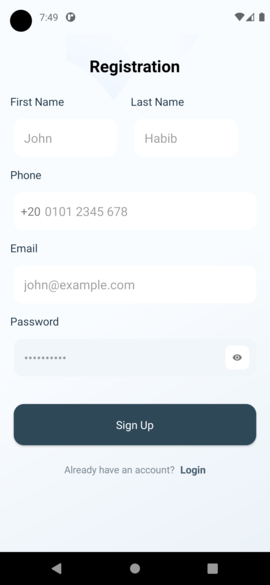 7:49
Registration
First Name Last Name
John Habib
Phone
+20 0101 2345 678
Email
john@example.com
Password
••••••••••
Sign Up
Already have an account? Login